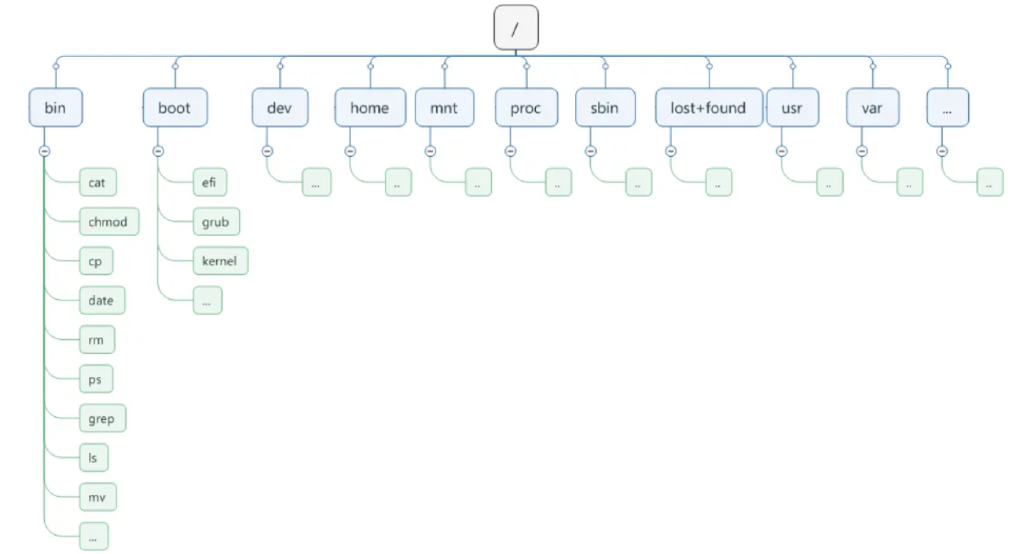 /
bin
boot
dev
home
mnt
proc
sbin
lost+found
usr
var
...
cat
chmod
cp
date
rm
ps
grep
ls
mv
...
efi
grub
kernel
...
...
..
..
..
..
..
..
..
..